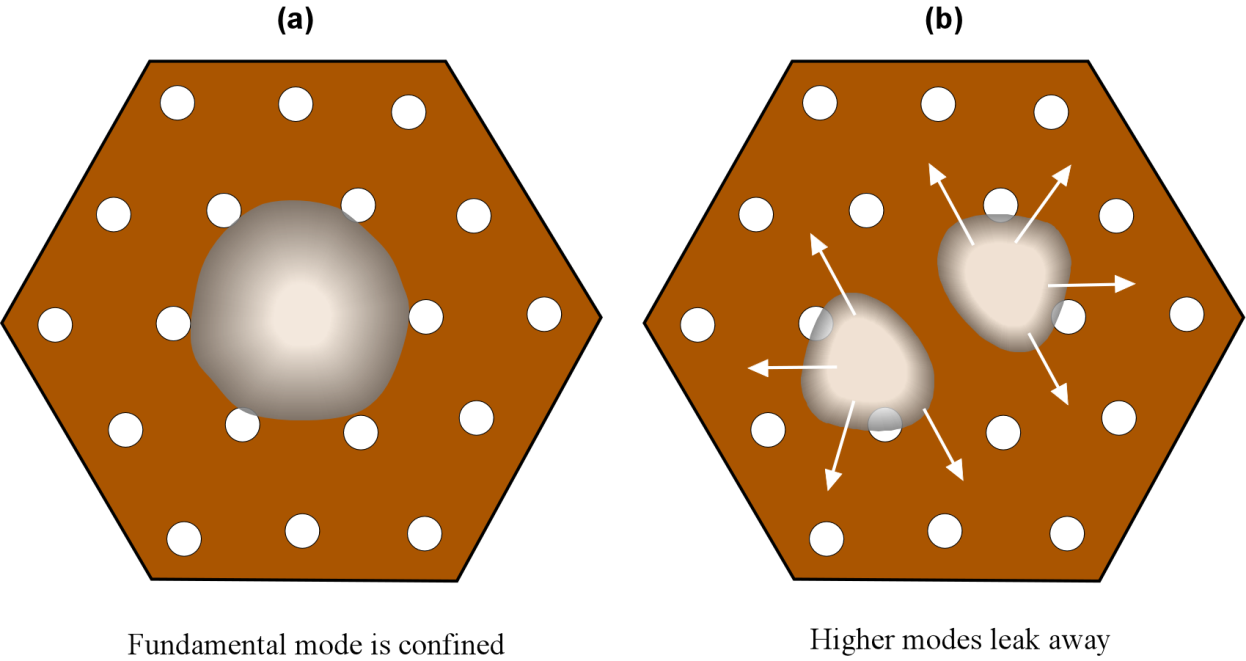 (a)
(b)
Fundamental mode is confined
Higher modes leak away